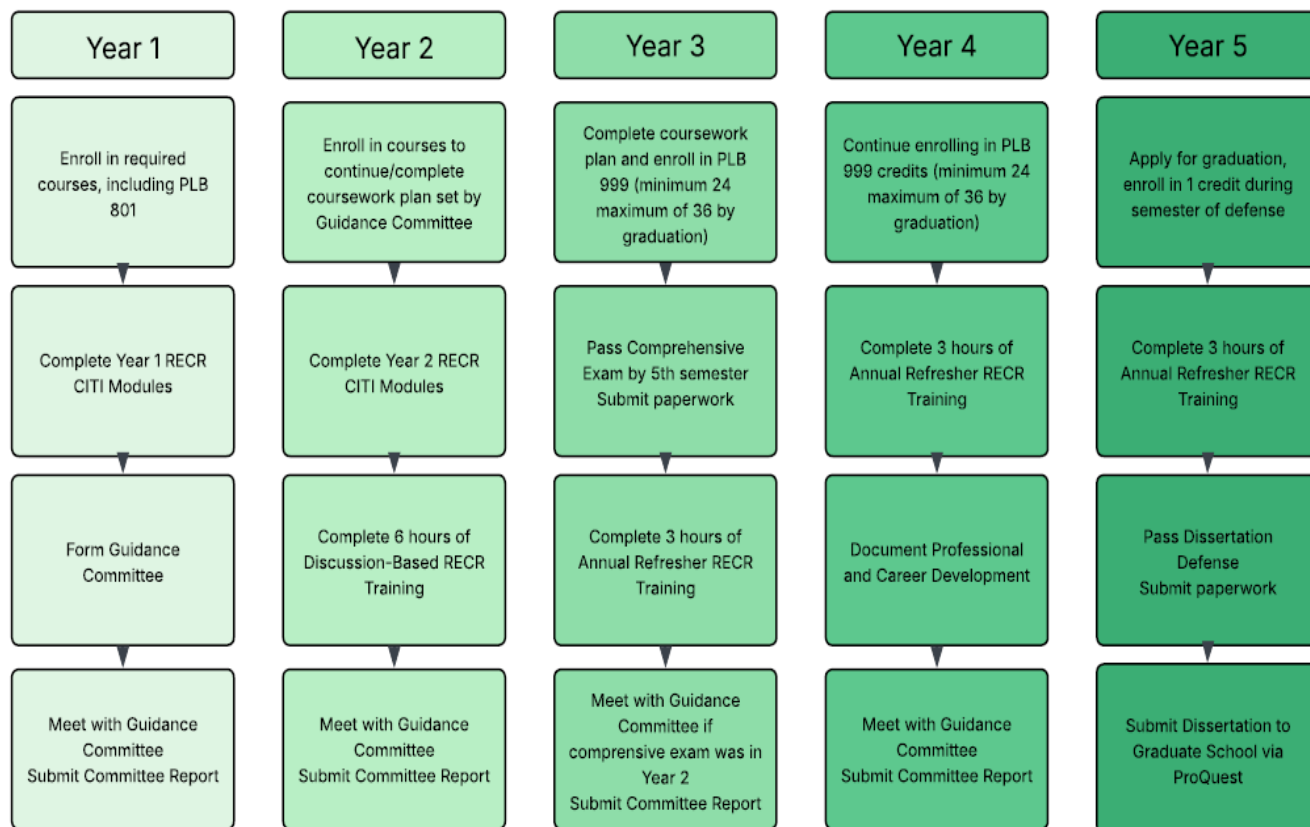 Year 1
Year 2
Year 3
Year 4
Year 5
Enroll in required
courses, including PLB
801
Enroll in courses to
continue/complete
coursework plan set by
Guidance Committee
Complete coursework
plan and enroll in PLB
999 (minimum 24
maximum of 36 by
graduation)
Continue enrolling in PLB
999 credits (minimum 24
maximum of 36 by
graduation)
Apply for graduation,
enroll in 1 credit during
semester of defense
Complete Year 1 RECR
CITI Modules
Complete Year 2 RECR
CITI Modules
Pass Comprehensive
Exam by 5th semester
Submit paperwork
Complete 3 hours of
Annual Refresher RECR
Training
Complete 3 hours of
Annual Refresher RECR
Training
Form Guidance
Committee
Complete 6 hours of
Discussion-Based RECR
Training
Complete 3 hours of
Annual Refresher RECR
Training
Document Professional
and Career Development
Pass Dissertation
Defense
Submit paperwork
Meet with Guidance
Committee
Submit Committee Report
Meet with Guidance
Committee
Submit Committee Report
Meet with Guidance
Committee if
comprensive exam was in
Year 2
Submit Committee Report
Meet with Guidance
Committee
Submit Committee Report
Submit Dissertation to
Graduate School via
ProQuest